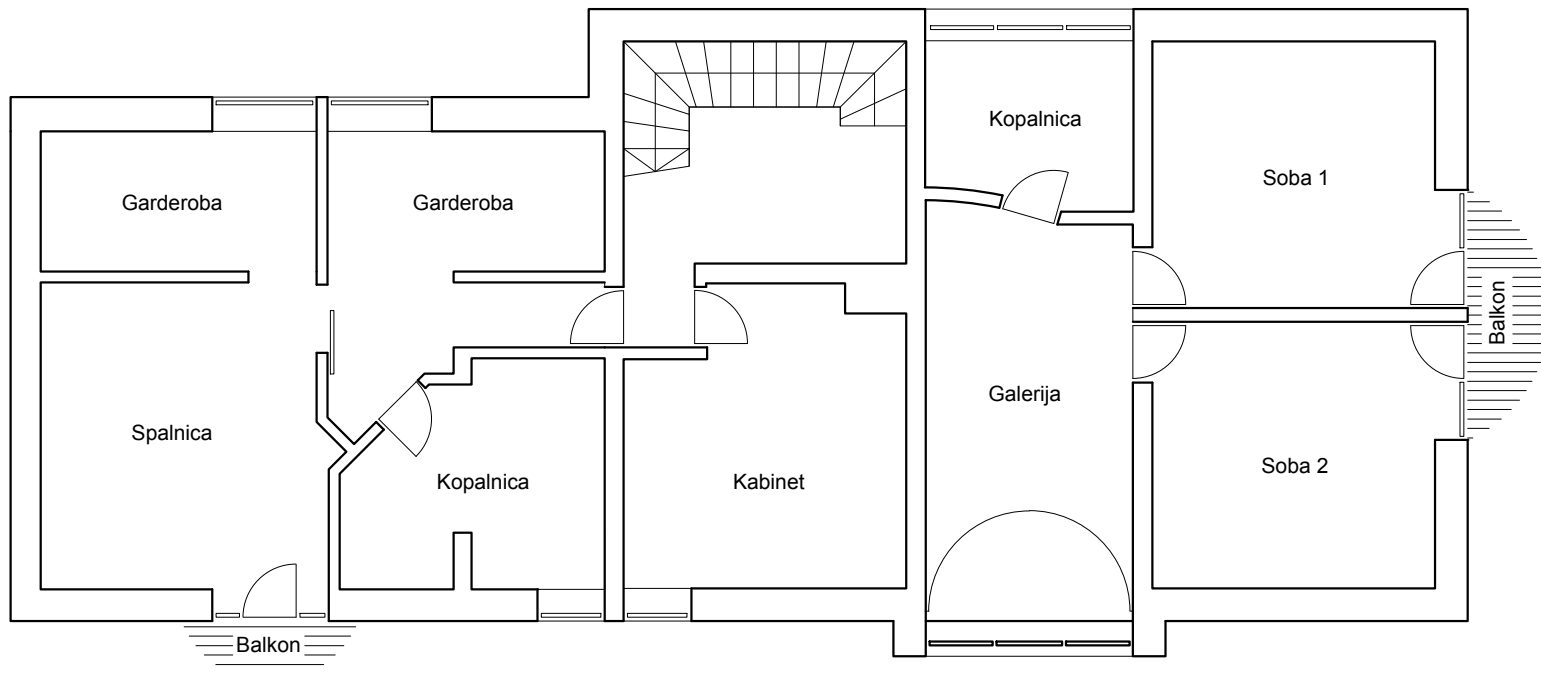 Kopalnica
Soba 1
Garderoba
Garderoba
Balkon
Galerija
Spalnica
Soba 2
Kopalnica
Kabinet
Balkon